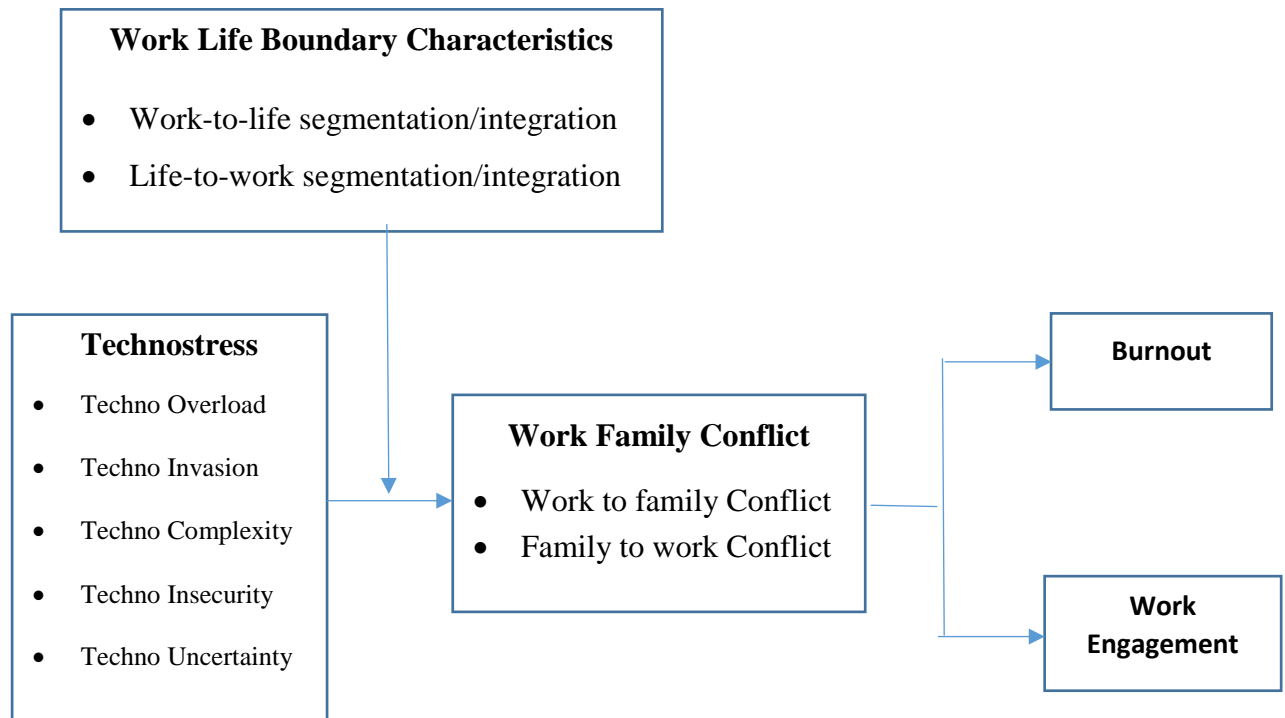 Work Life Boundary Characteristics
• Work-to-life segmentation/integration
• Life-to-work segmentation/integration
Technostress
• Techno Overload
• Techno Invasion
• Techno Complexity
• Techno Insecurity
• Techno Uncertainty
Work Family Conflict
• Work to family Conflict
• Family to work Conflict
Burnout
Work
Engagement